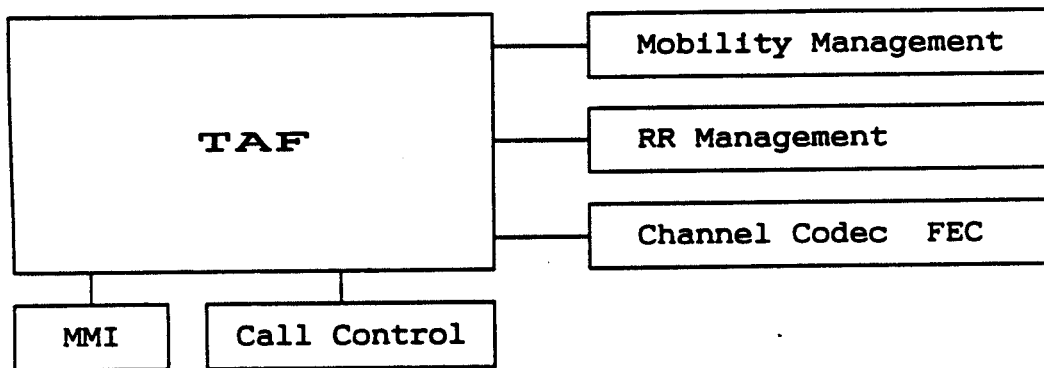 Mobility Management
TAF
RR Management
Channel Codec FEC
MMI
Call Control